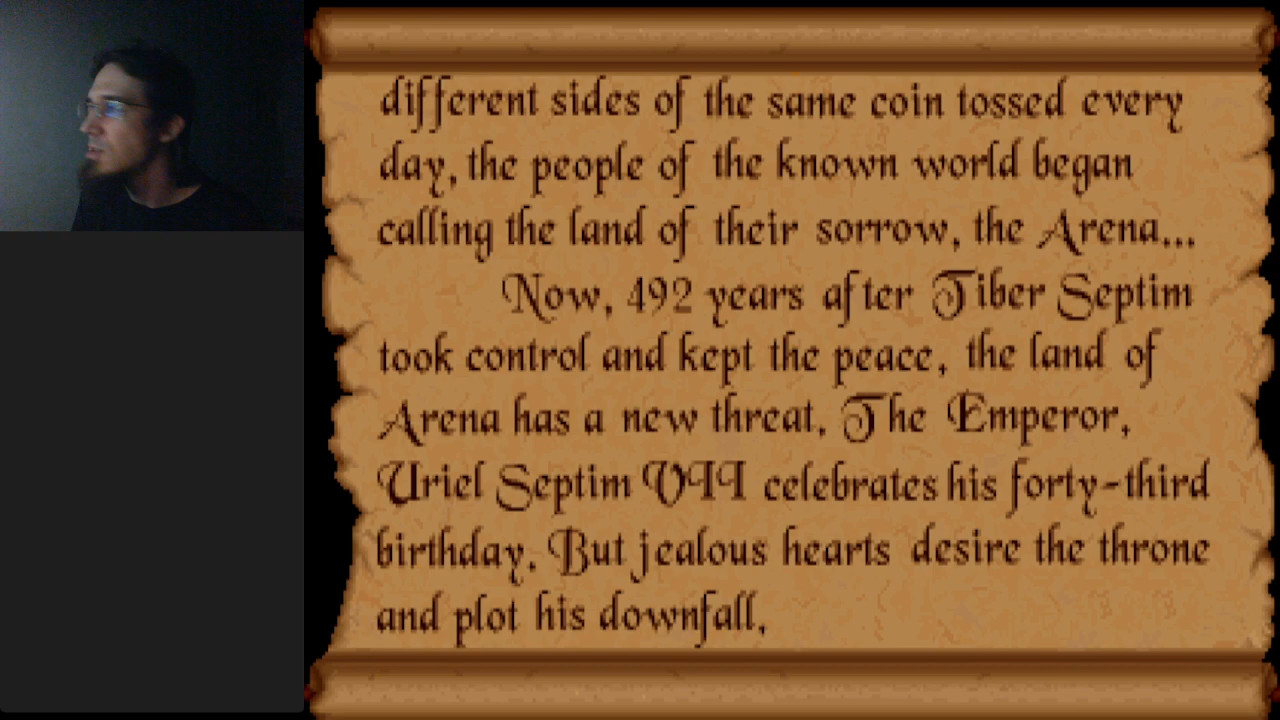 different sides of the same coin tossed every
day, the people of the known world began
calling the land of their sorrow, the Arena...
Now, 492 years after Tiber Septim
took control and kept the peace, the land of
Arena has a new threat. The Emperor,
Uriel Septim VII celebrates his forty-third
birthday. But jealous hearts desire the throne
and plot his downfall.